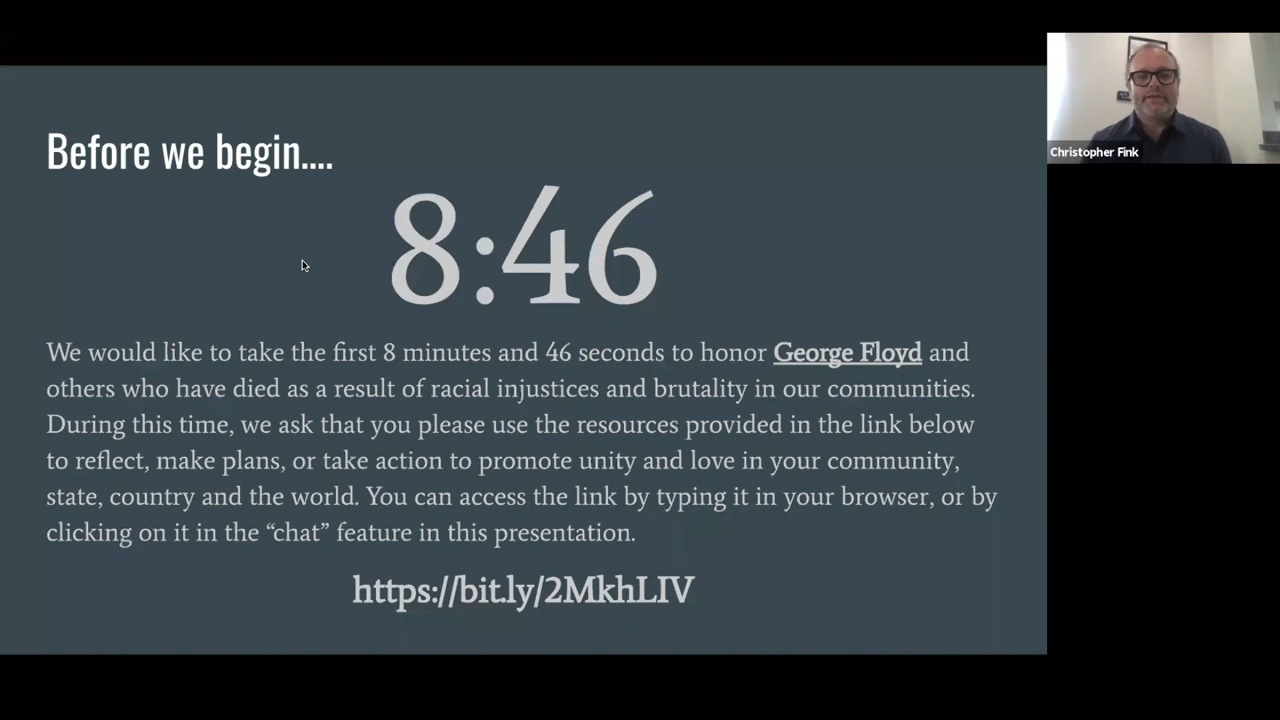 Before we begin....
8:46
We would like to take the first 8 minutes and 46 seconds to honor George Floyd and
others who have died as a result of racial injustices and brutality in our communities.
During this time, we ask that you please use the resources provided in the link below
to reflect, make plans, or take action to promote unity and love in your community,
state, country and the world. You can access the link by typing it in your browser, or by
clicking on it in the “chat” feature in this presentation.
https://bit.ly/2MkhLIV
Christopher Fink